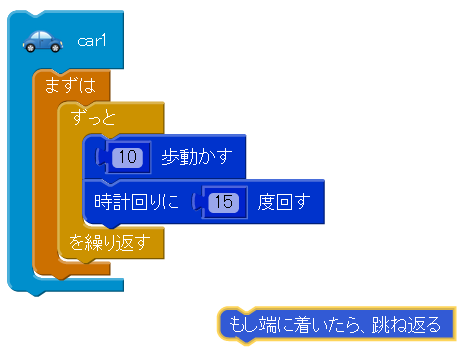 car1
まずは
ずっと
10 歩動かす
時計回りに 15 度回す
を繰り返す
もし端に着いたら、跳ね返る